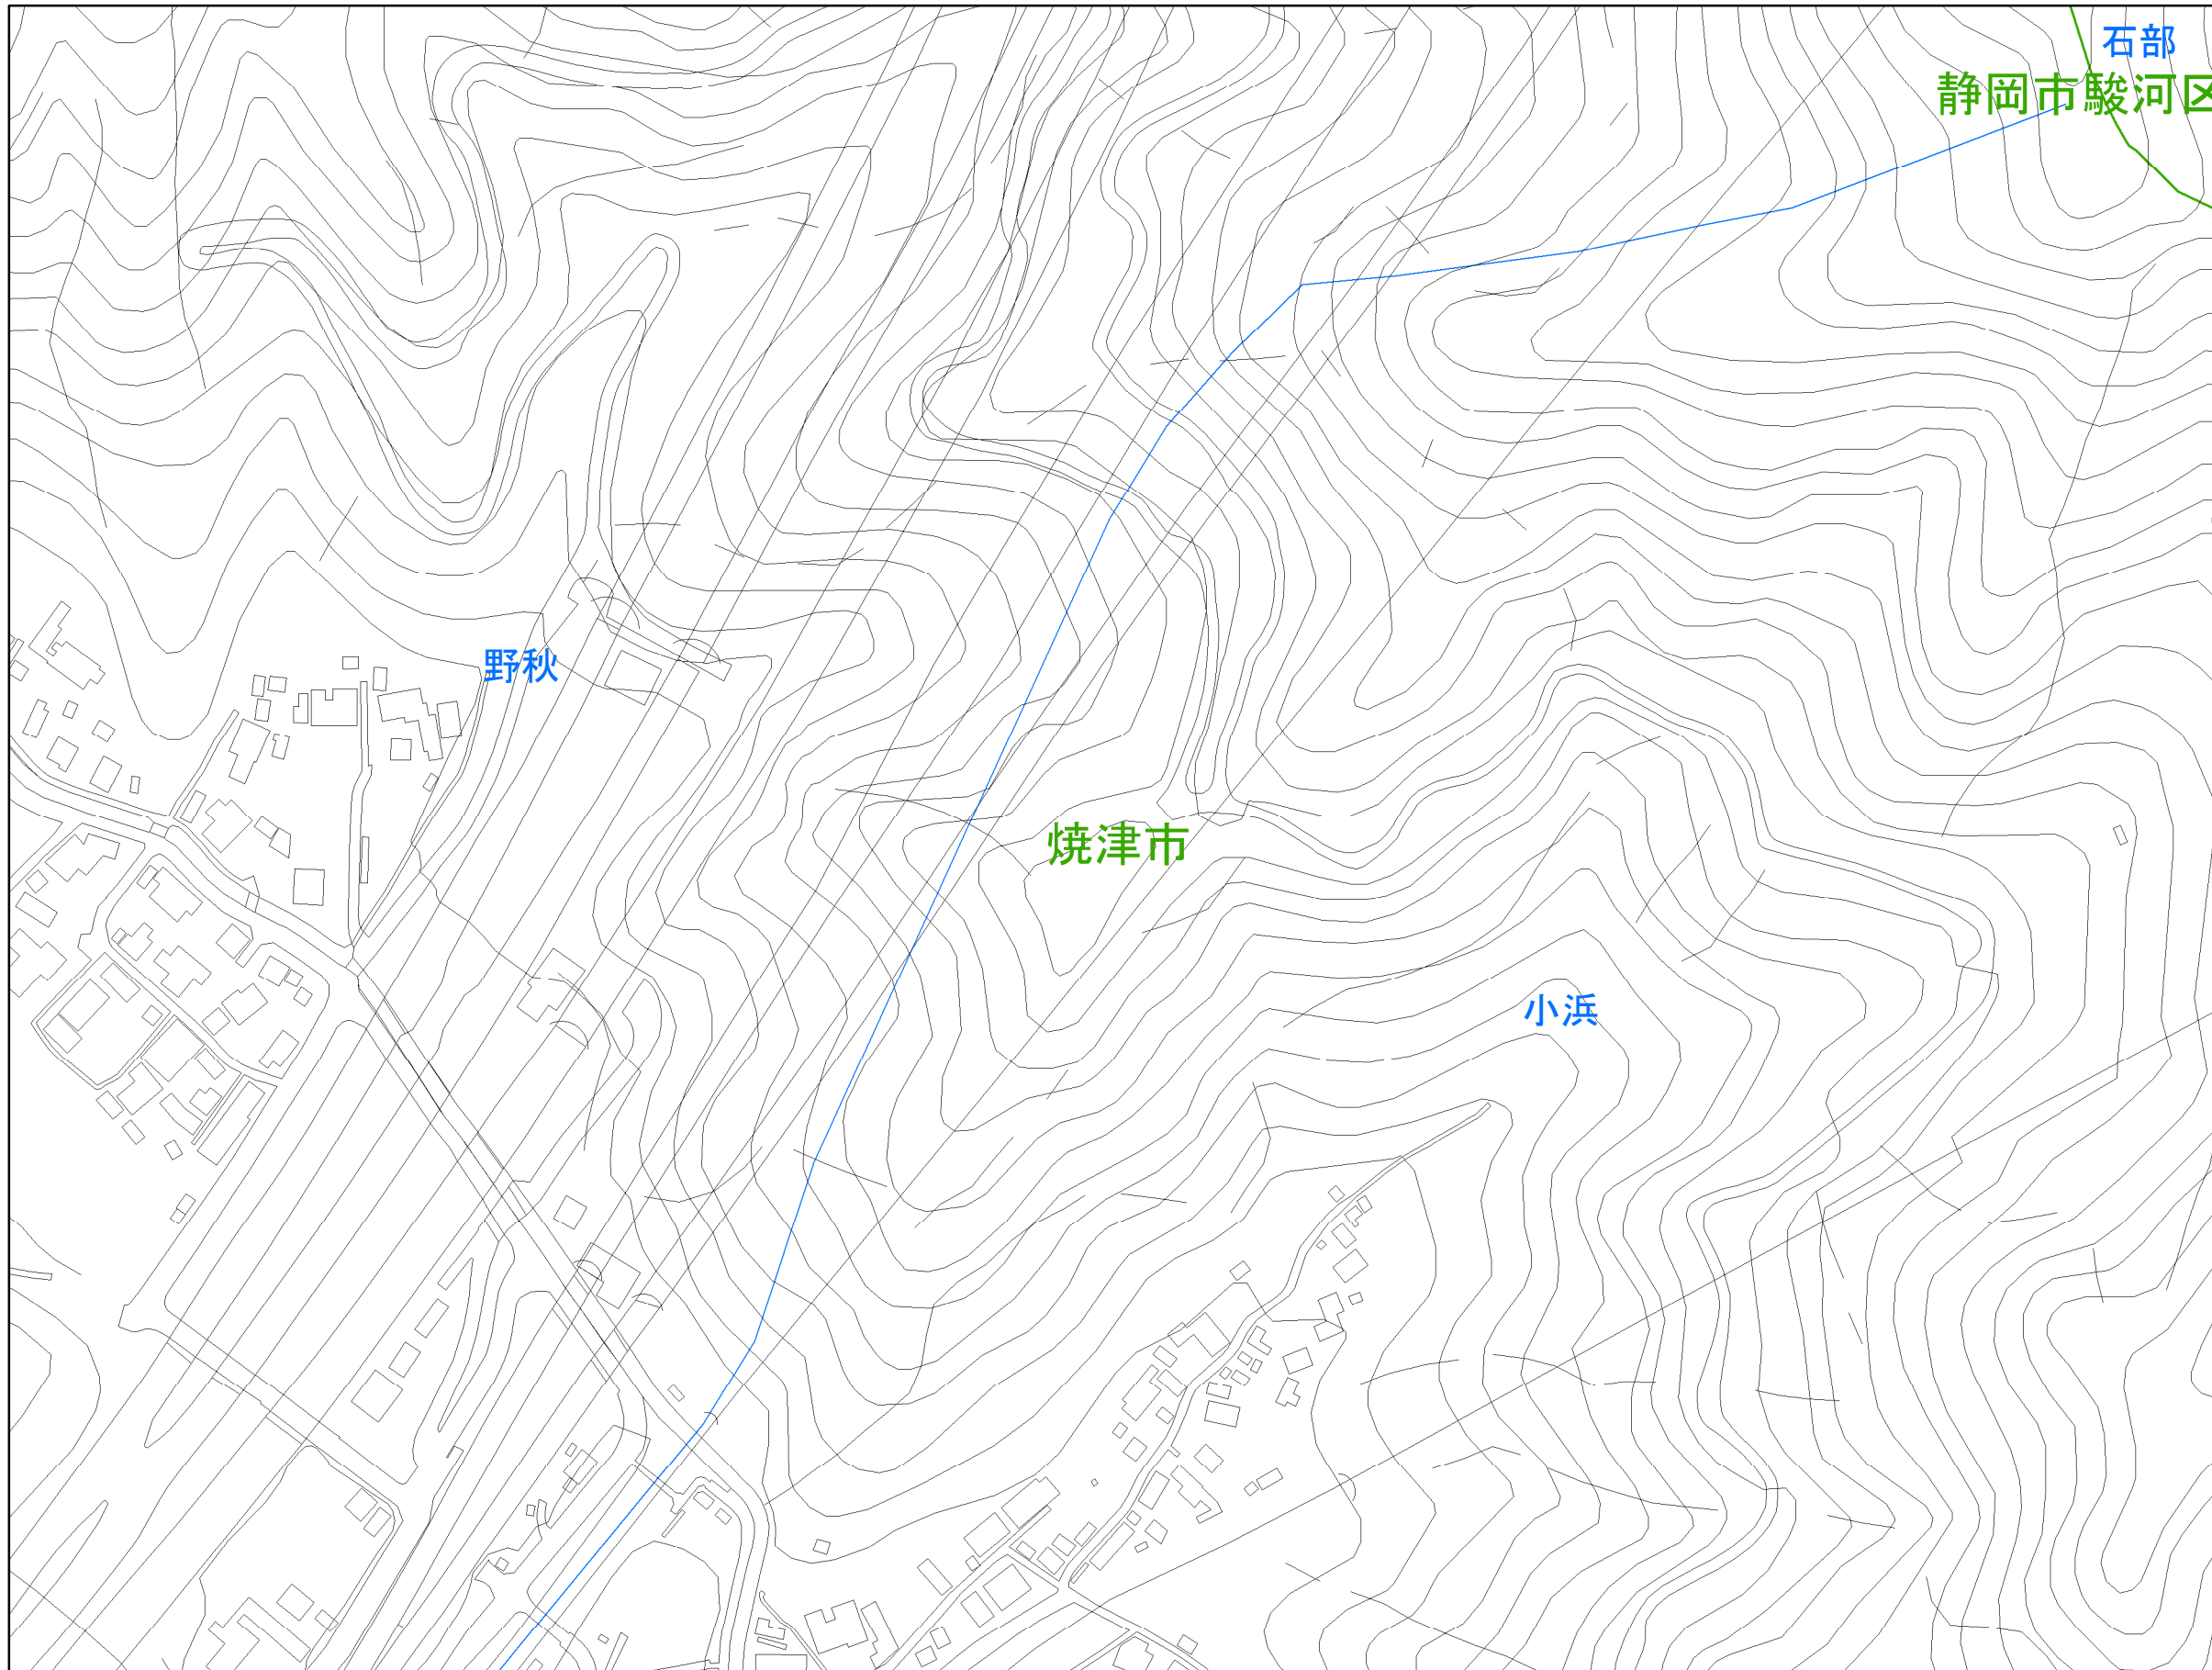 石部
静岡市駿河区
野秋
焼津市
小浜